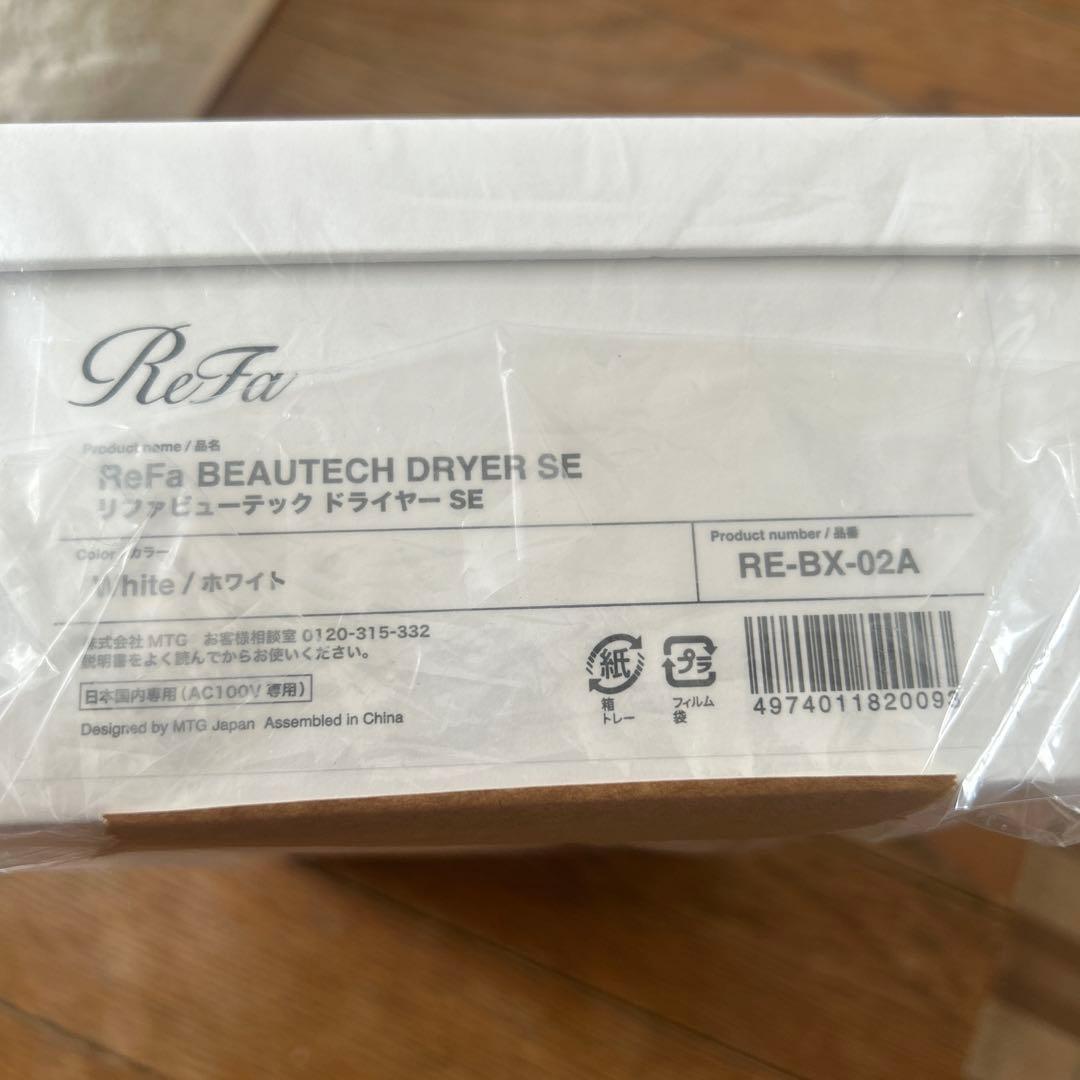 ReFa
Product name / 品名
ReFa BEAUTECH DRYER SE
リファビューテック ドライヤー SE
Color / カラー
White / ホワイト
Product number / 品番
RE-BX-02A
株式会社 MTG お客様相談室 0120-315-332
説明書をよく読んでからお使いください。
日本国内専用(AC100V 専用)
Designed by MTG Japan Assembled in China
紙
箱
トレー
プラ
フィルム
袋
4974011820093